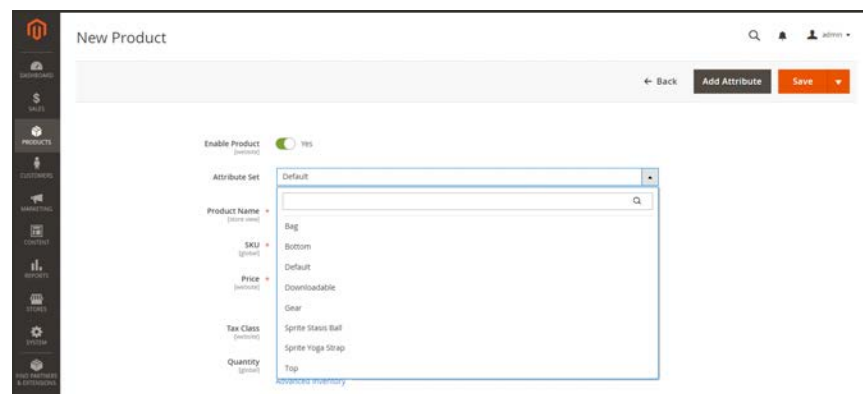 New Product
admin
DASHBOARD
SALES
PRODUCTS
CUSTOMERS
MARKETING
CONTENT
REPORTS
STORES
SYSTEM
FIND PARTNERS
& EXTENSIONS
← Back
Add Attribute
Save
Enable Product
[website]
Yes
Attribute Set
Default
Product Name *
[store view]
SKU *
[global]
Price *
[website]
Tax Class
[website]
Quantity
[global]
Bag
Bottom
Default
Downloadable
Gear
Sprite Stasis Ball
Sprite Yoga Strap
Top
Advanced Inventory